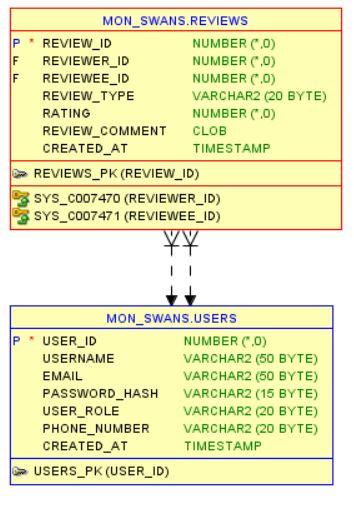 MON_SWANS.REVIEWS
P * REVIEW_ID NUMBER (*,0)
F REVIEWER_ID NUMBER (*,0)
F REVIEWEE_ID NUMBER (*,0)
REVIEW_TYPE VARCHAR2 (20 BYTE)
RATING NUMBER (*,0)
REVIEW_COMMENT CLOB
CREATED_AT TIMESTAMP
REVIEWS_PK (REVIEW_ID)
SYS_C007470 (REVIEWER_ID)
SYS_C007471 (REVIEWEE_ID)
MON_SWANS.USERS
P * USER_ID NUMBER (*,0)
USERNAME VARCHAR2 (50 BYTE)
EMAIL VARCHAR2 (50 BYTE)
PASSWORD_HASH VARCHAR2 (15 BYTE)
USER_ROLE VARCHAR2 (20 BYTE)
PHONE_NUMBER VARCHAR2 (20 BYTE)
CREATED_AT TIMESTAMP
USERS_PK (USER_ID)